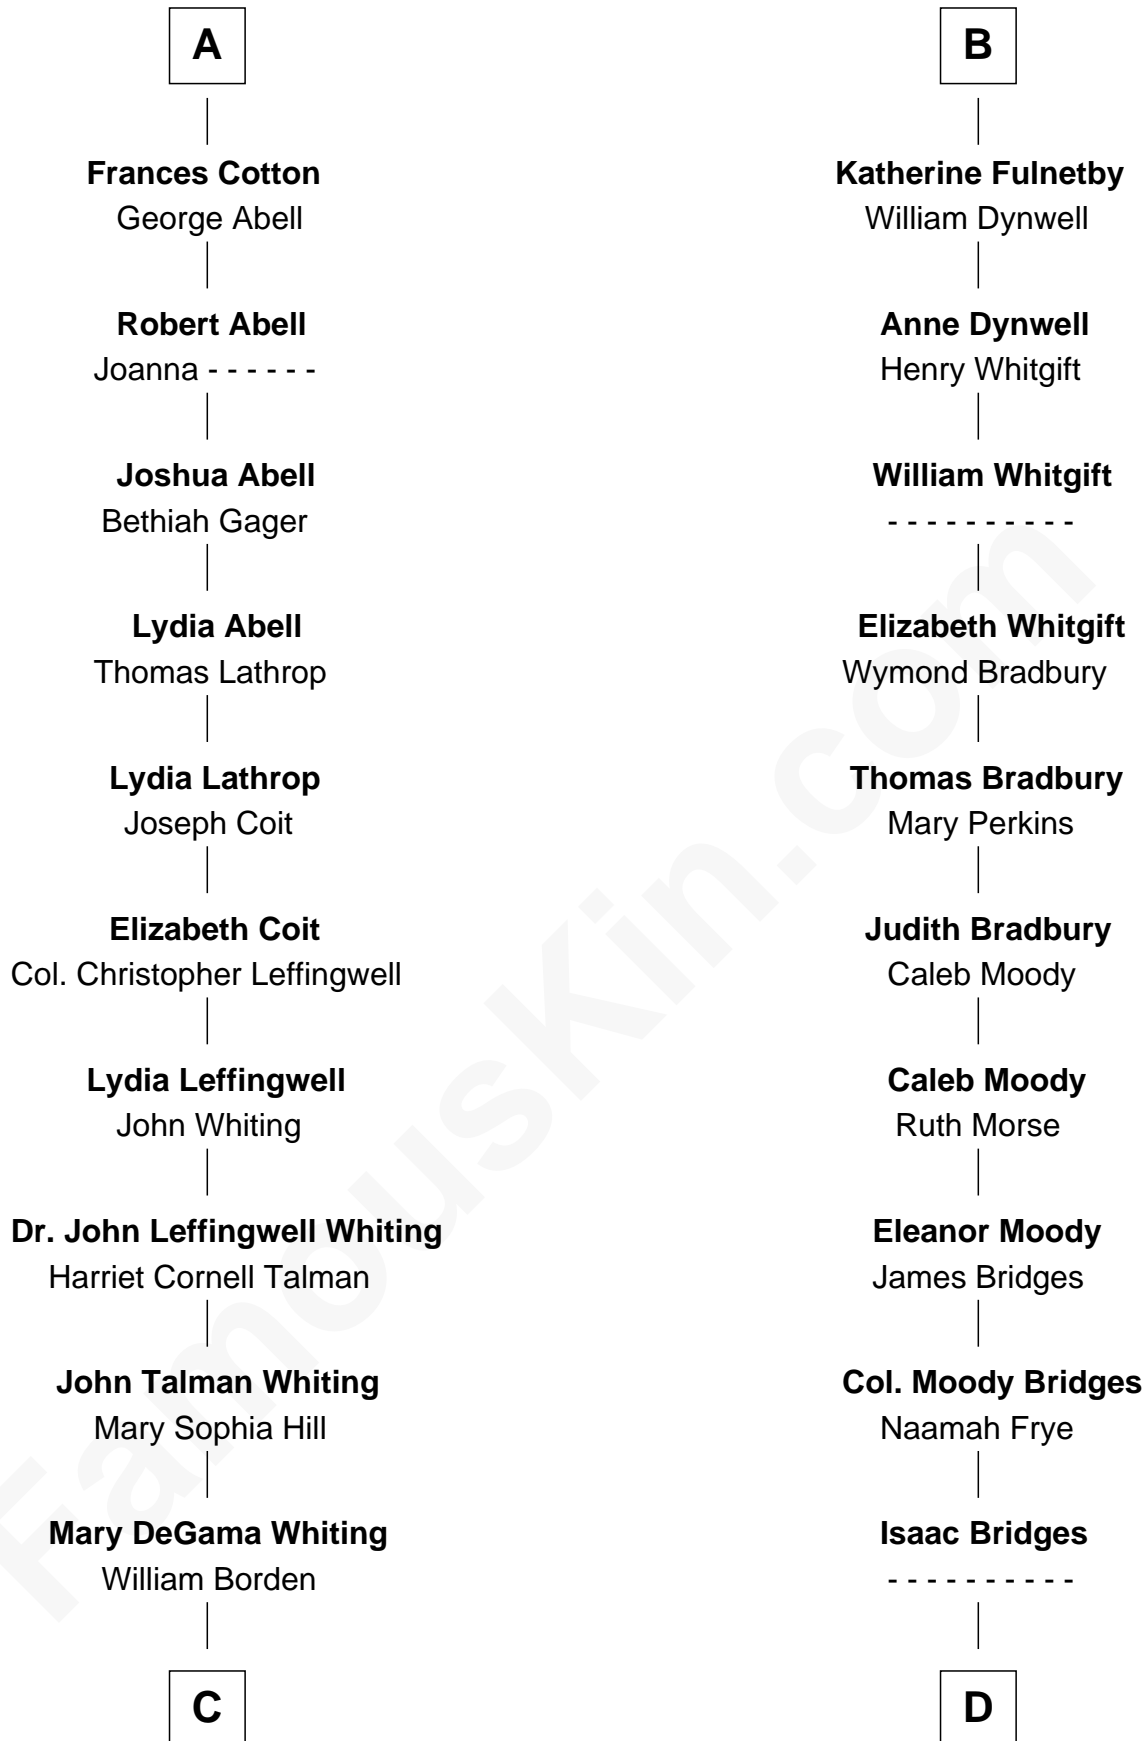 A
Frances Cotton
George Abell
Robert Abell
Joanna - - - - - -
Joshua Abell
Bethiah Gager
Lydia Abell
Thomas Lathrop
Lydia Lathrop
Joseph Coit
Elizabeth Coit
Col. Christopher Leffingwell
Lydia Leffingwell
John Whiting
Dr. John Leffingwell Whiting
Harriet Cornell Talman
John Talman Whiting
Mary Sophia Hill
Mary DeGama Whiting
William Borden
C
B
Katherine Fulnetby
William Dynwell
Anne Dynwell
Henry Whitgift
William Whitgift
- - - - - - - - - -
Elizabeth Whitgift
Wymond Bradbury
Thomas Bradbury
Mary Perkins
Judith Bradbury
Caleb Moody
Caleb Moody
Ruth Morse
Eleanor Moody
James Bridges
Col. Moody Bridges
Naamah Frye
Isaac Bridges
- - - - - - - - - -
D
FamousKin.com